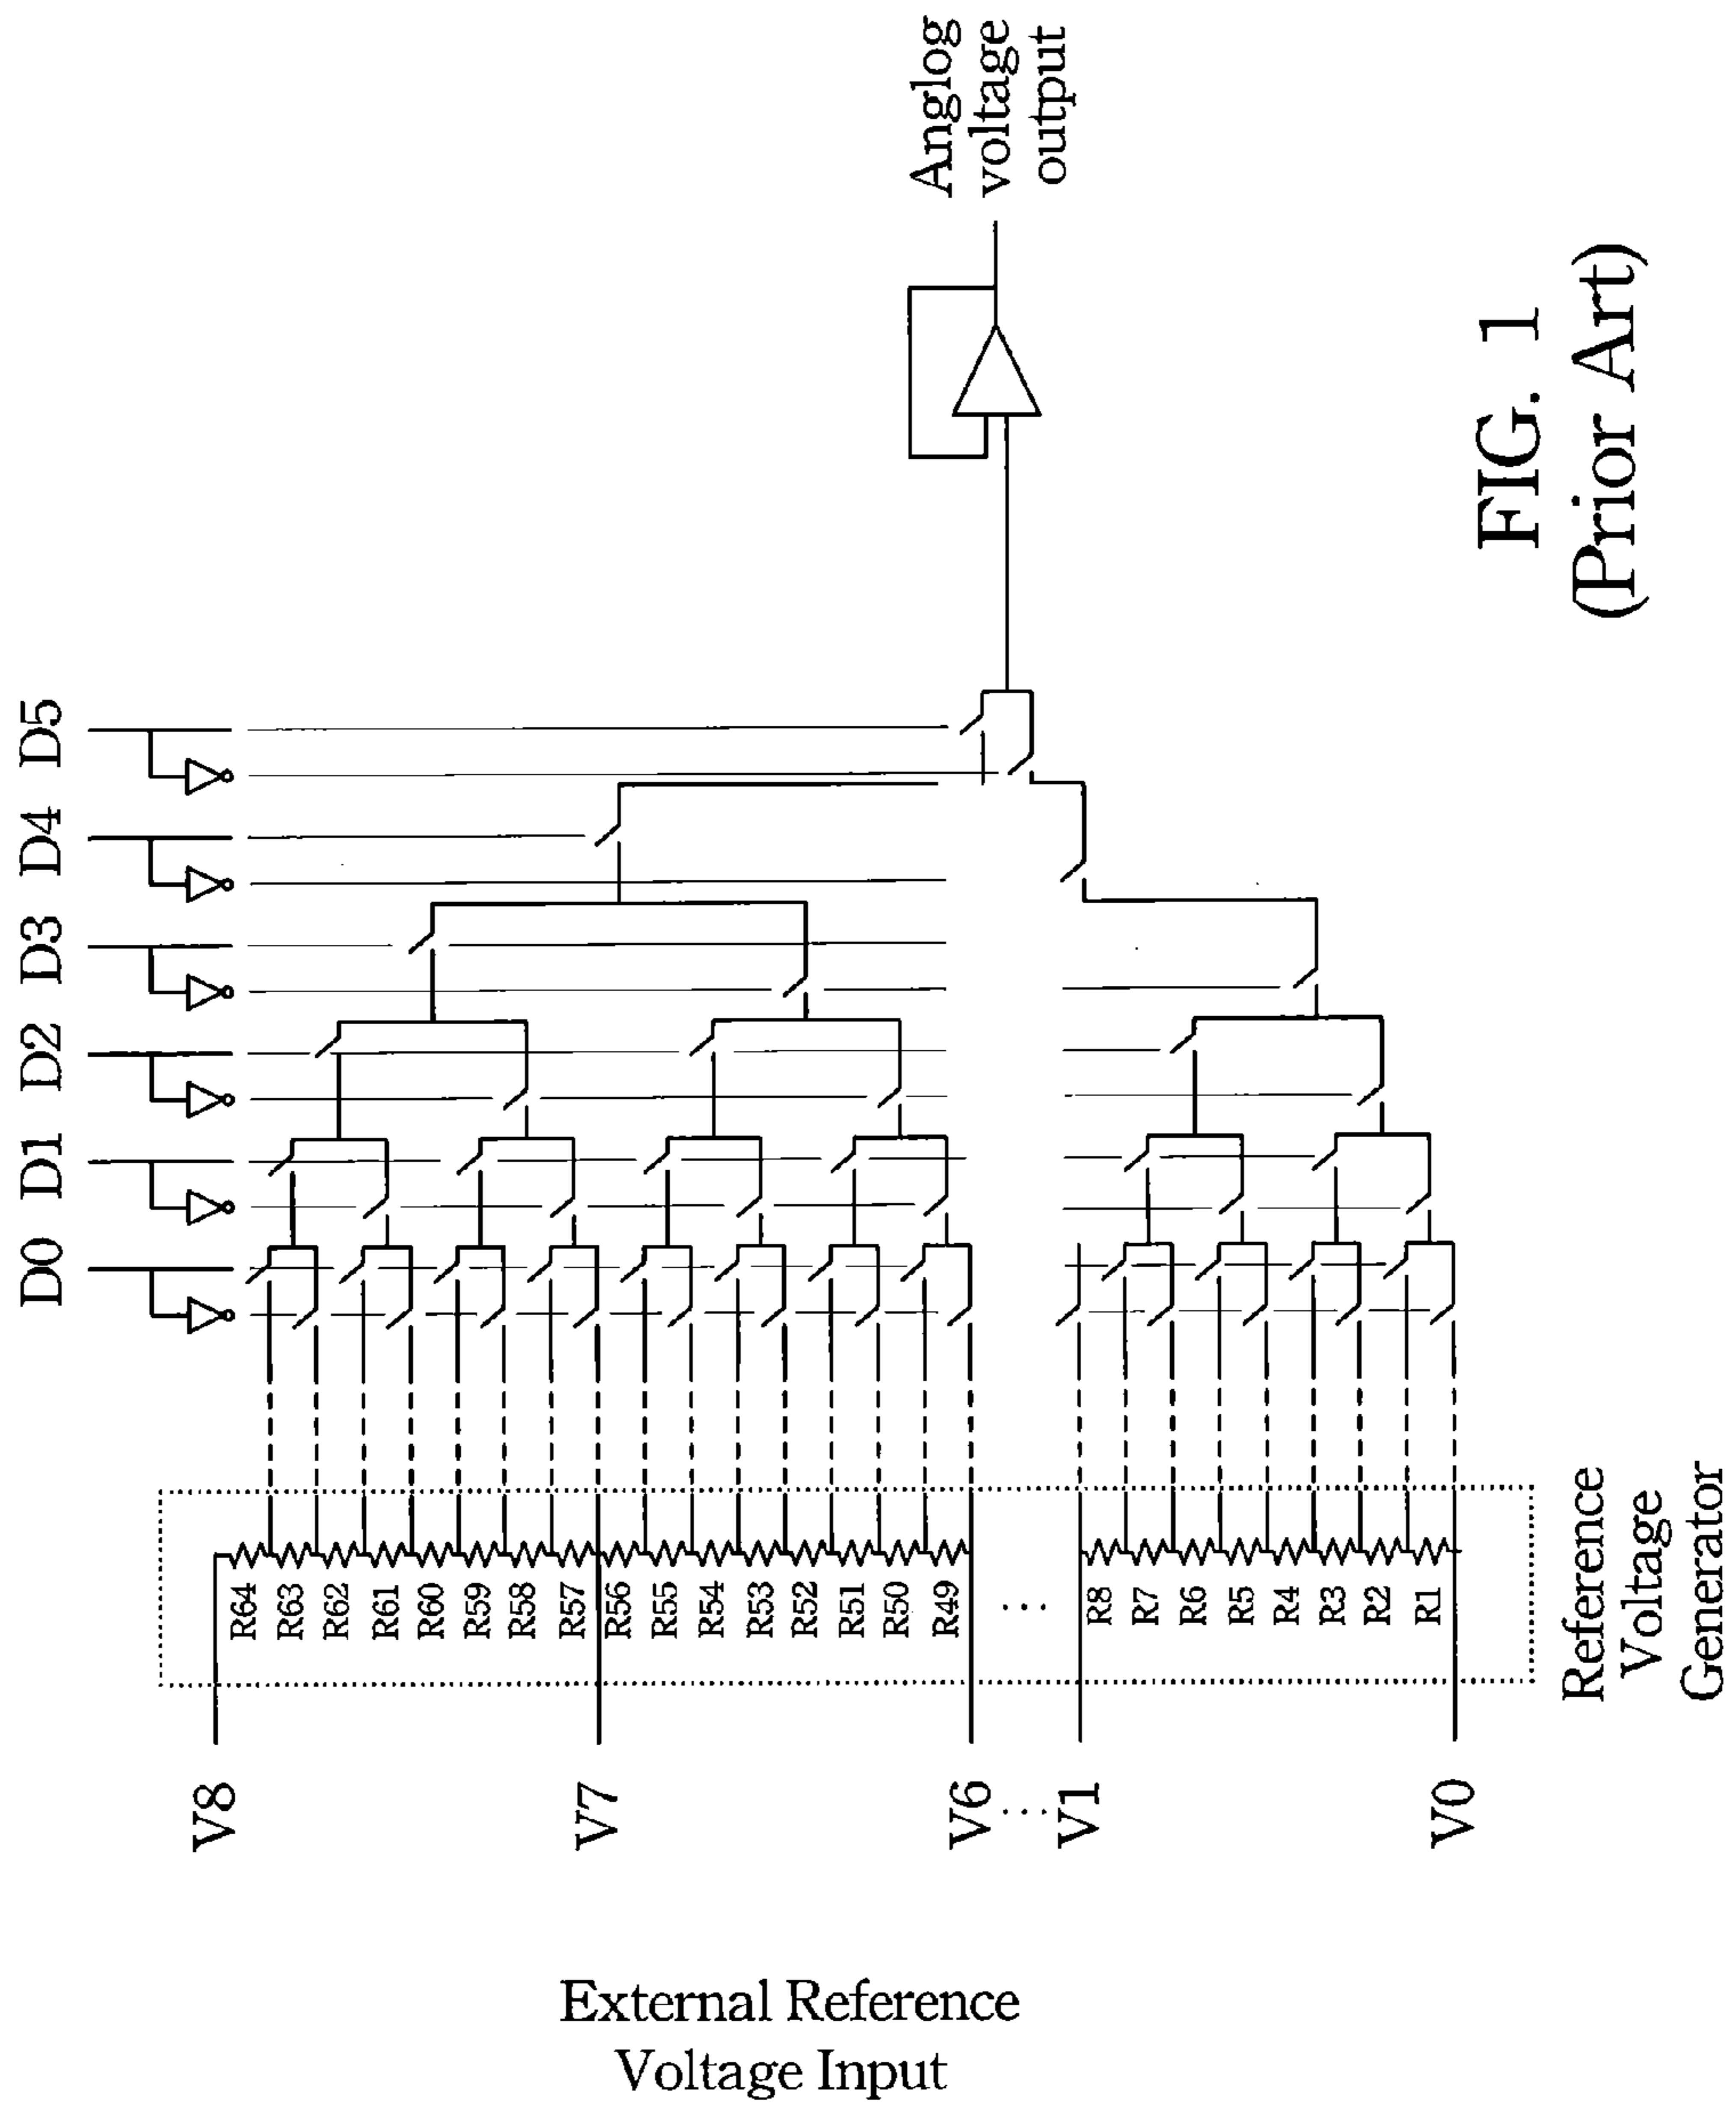 D0 D1 D2 D3 D4 D5
V8
V7
V6
...
V1
V0
R64
R63
R62
R61
R60
R59
R58
R57
R56
R55
R54
R53
R52
R51
R50
R49
...
R8
R7
R6
R5
R4
R3
R2
R1
External Reference
Voltage Input
Reference
Voltage
Generator
Anglog
voltage
output
FIG. 1
(Prior Art)